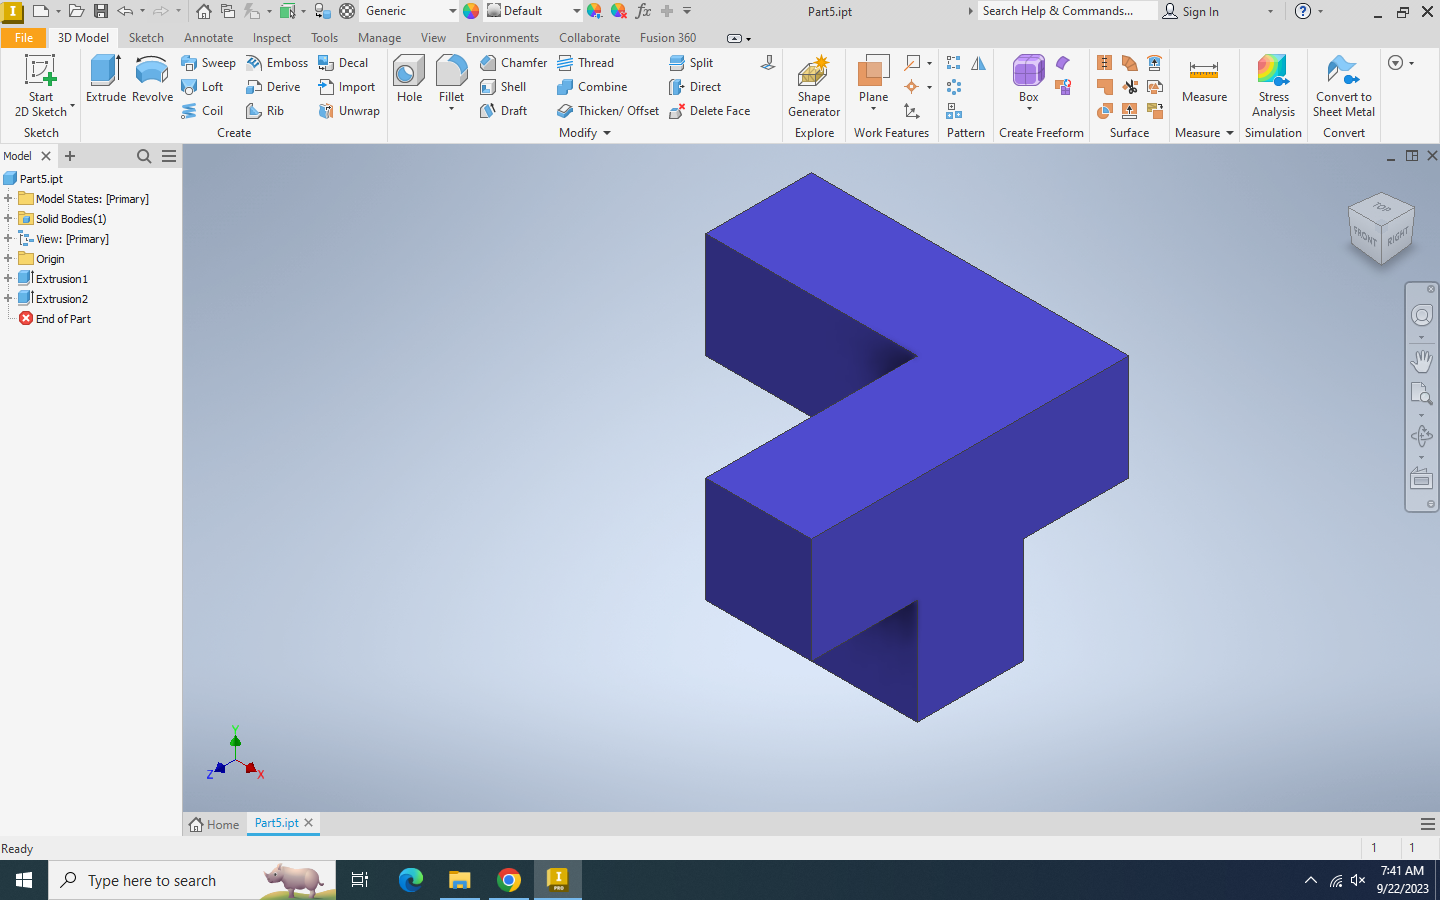 Generic
Default
Part5.ipt
Search Help & Commands...
Sign In
File
3D Model
Sketch
Annotate
Inspect
Tools
Manage
View
Environments
Collaborate
Fusion 360
Start
2D Sketch
Extrude
Revolve
Sweep
Loft
Coil
Emboss
Derive
Rib
Decal
Import
Unwrap
Hole
Fillet
Chamfer
Shell
Draft
Thread
Combine
Thicken/ Offset
Split
Direct
Delete Face
Shape
Generator
Plane
Box
Measure
Stress
Analysis
Convert to
Sheet Metal
Sketch
Create
Modify
Explore
Work Features
Pattern
Create Freeform
Surface
Measure
Simulation
Convert
Model
Part5.ipt
Model States: [Primary]
Solid Bodies(1)
View: [Primary]
Origin
Extrusion1
Extrusion2
End of Part
TOP
FRONT
RIGHT
Y
Z
X
Home
Part5.ipt
Ready
1
1
Type here to search
I
PRO
7:41 AM
9/22/2023